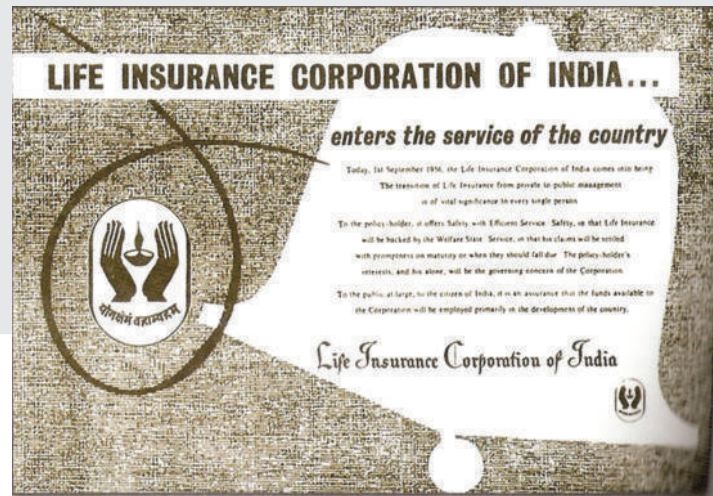 LIFE INSURANCE CORPORATION OF INDIA...
enters the service of the country
Today, 1st September 1956, the Life Insurance Corporation of India comes into being
The transition of Life Insurance from private to public management
is of vital significance to every single person
To the policy-holder, it offers Safety with Efficient Service. Safety, in that Life Insurance
will be backed by the Welfare State. Service, in that his claims will be settled
with promptness on maturity or when they should fall due. The policy-holder's
interests, and his alone, will be the governing concern of the Corporation.
To the public at large, to the citizen of India, it is an assurance that the funds available to
the Corporation will be employed primarily in the development of the country.
योगक्षेमं वहाम्यहम्
Life Insurance Corporation of India